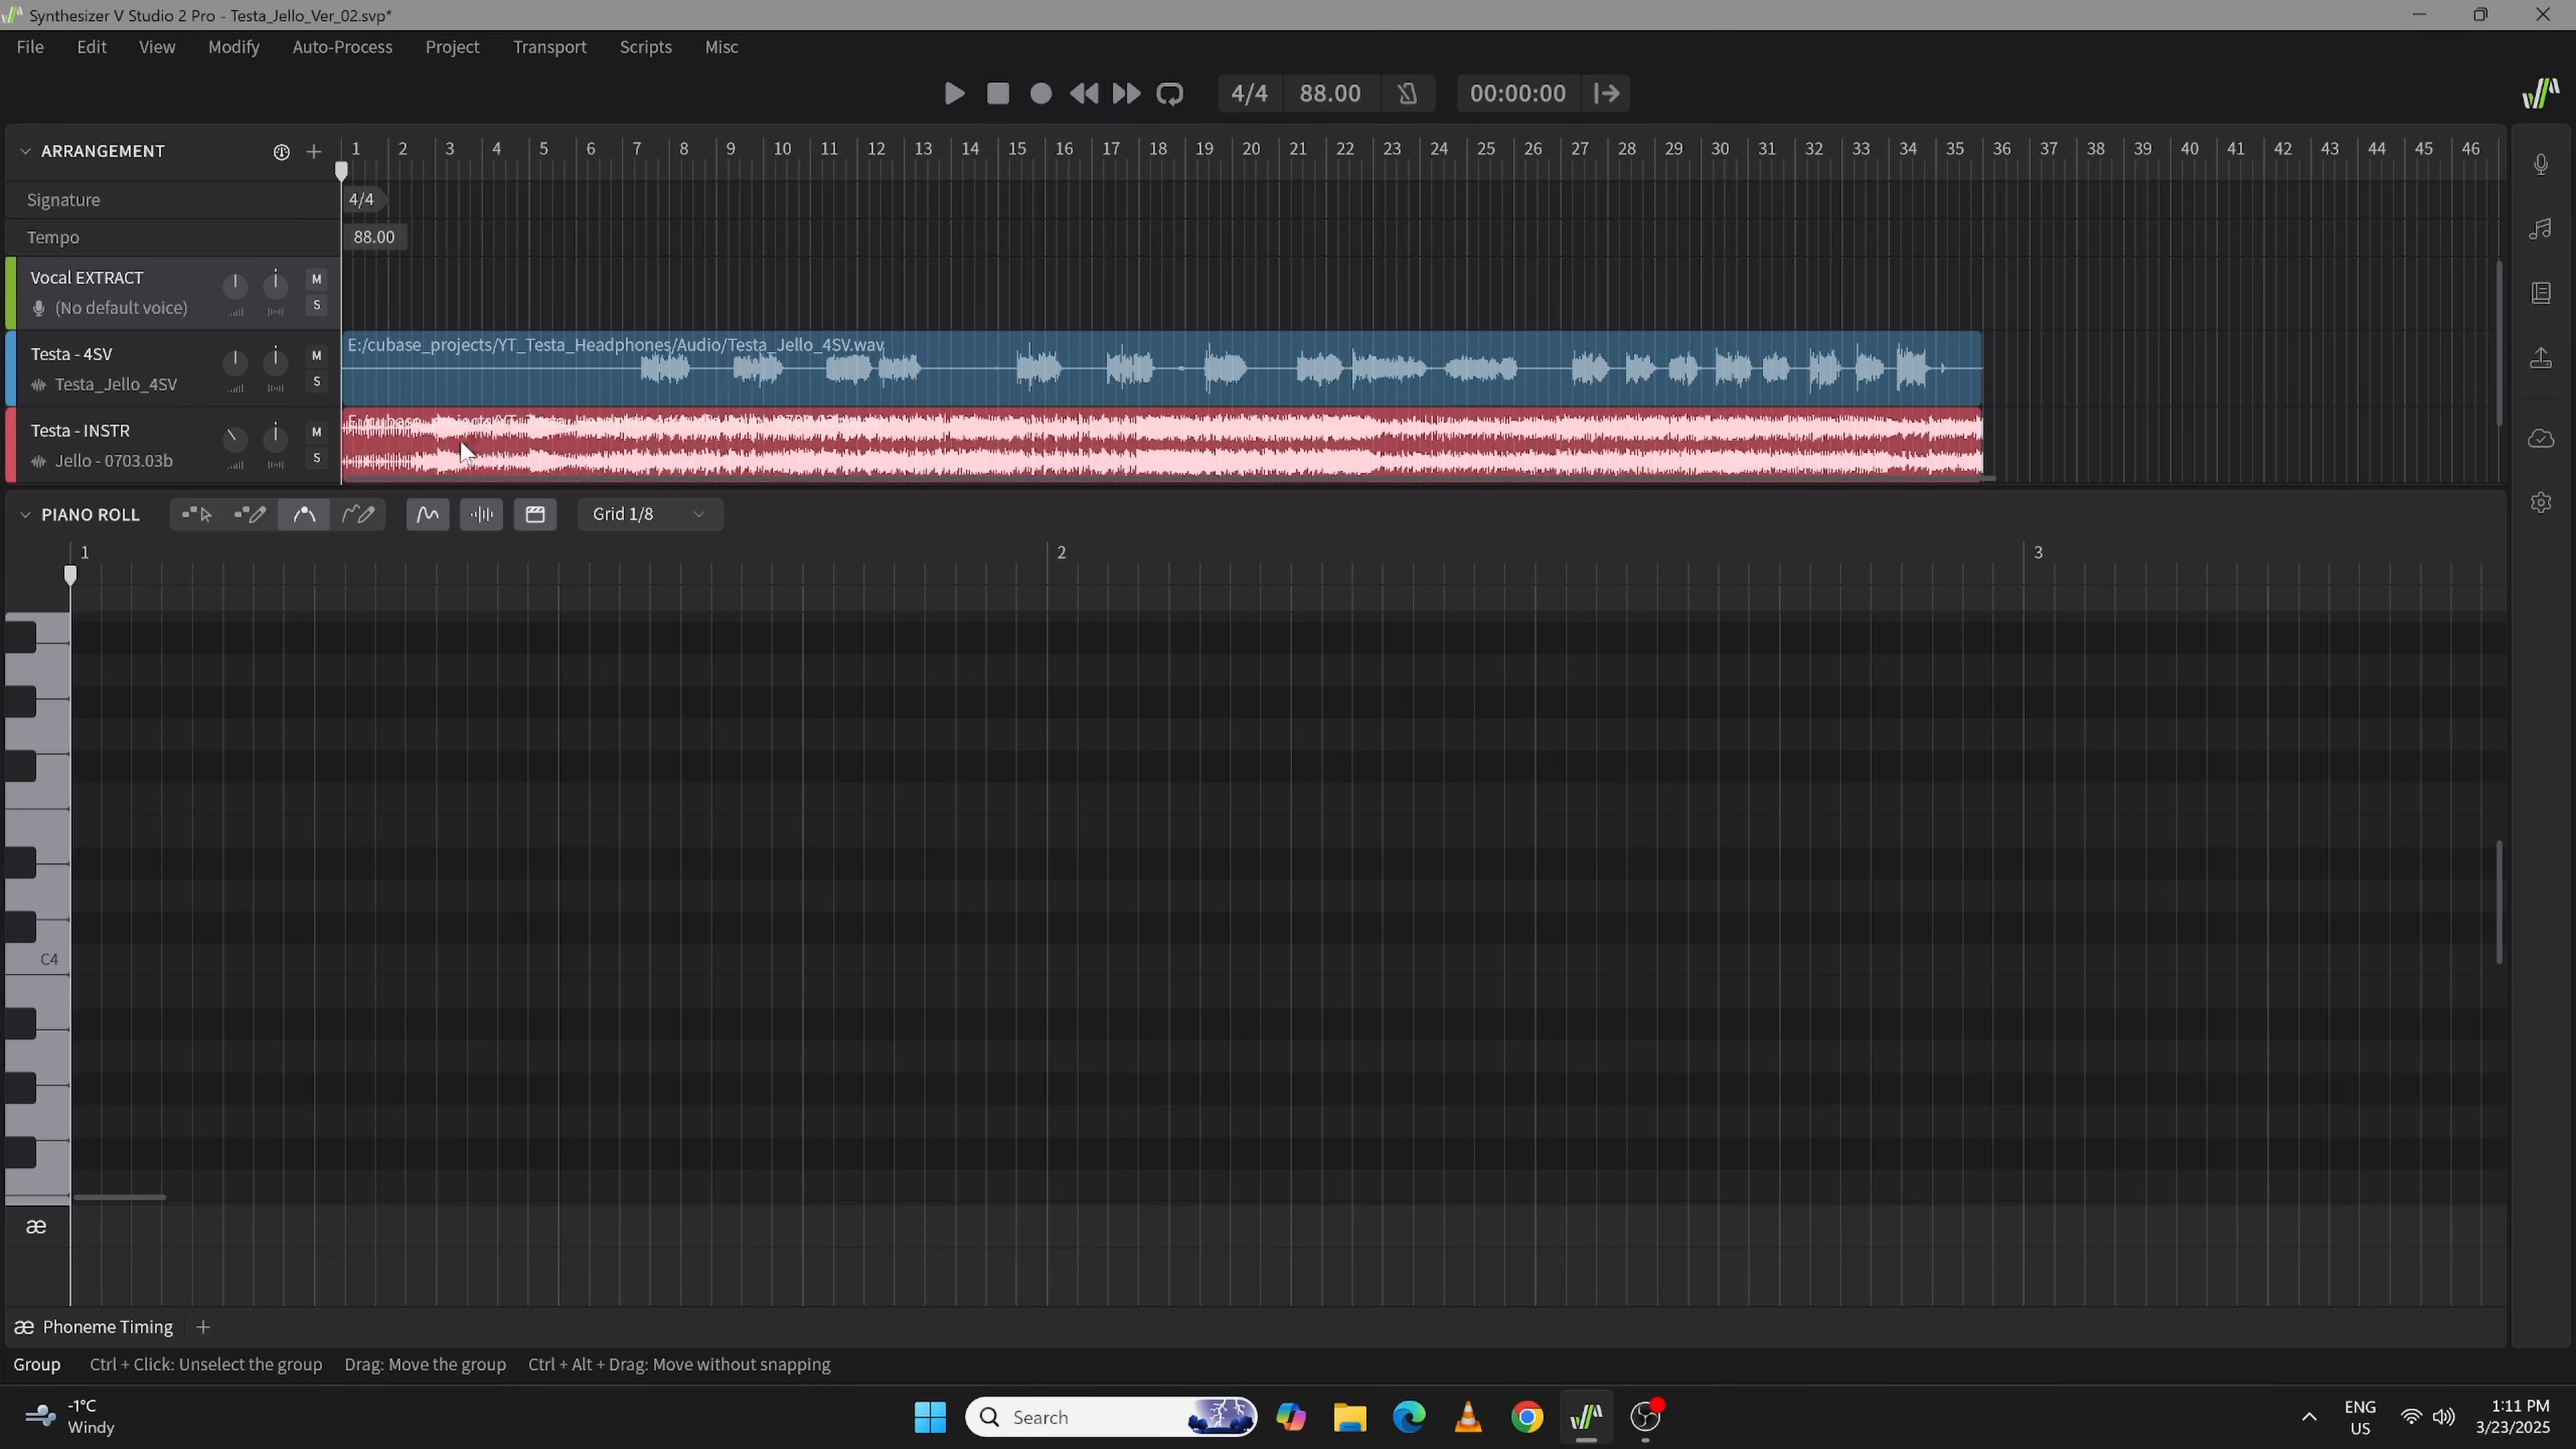 Synthesizer V Studio 2 Pro - Testa_Jello_Ver_02.svp*
File Edit View Modify Auto-Process Project Transport Scripts Misc
4/4 88.00 00:00:00
ARRANGEMENT 1 2 3 4 5 6 7 8 9 10 11 12 13 14 15 16 17 18 19 20 21 22 23 24 25 26 27 28 29 30 31 32 33 34 35 36 37 38 39 40 41 42 43 44 45 46
Signature 4/4
Tempo 88.00
Vocal EXTRACT M
(No default voice) S
E:/cubase_projects/YT_Testa_Headphones/Audio/Testa_Jello_4SV.wav
Testa - 4SV M
Testa_Jello_4SV S
Testa - INSTR M
Jello - 0703.03b S
PIANO ROLL Grid 1/8
1 2 3
C4
æ
æ Phoneme Timing
Group Ctrl + Click: Unselect the group Drag: Move the group Ctrl + Alt + Drag: Move without snapping
-1°C
Windy
Search
ENG
US
1:11 PM
3/23/2025